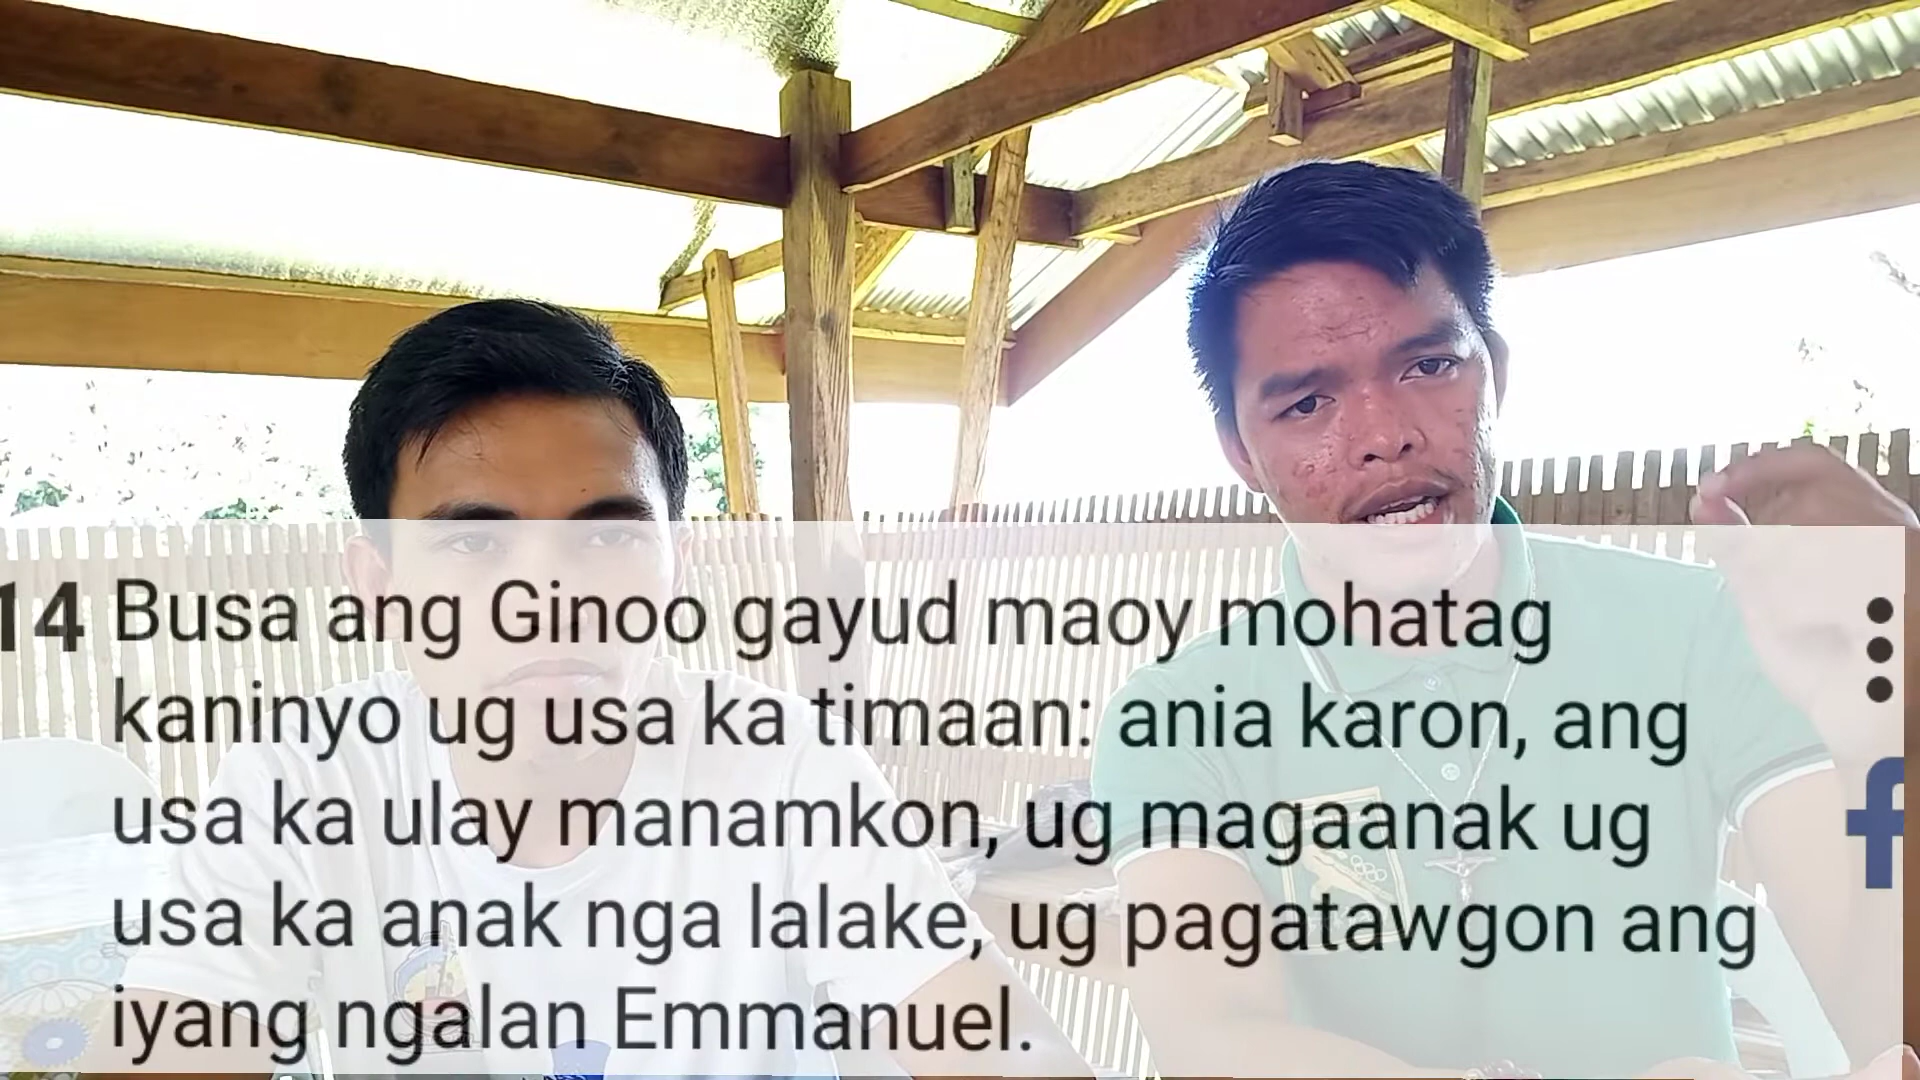 14 Busa ang Ginoo gayud maoy mohatag
kaninyo ug usa ka timaan: ania karon, ang
usa ka ulay manamkon, ug magaanak ug
usa ka anak nga lalake, ug pagatawgon ang
iyang ngalan Emmanuel.